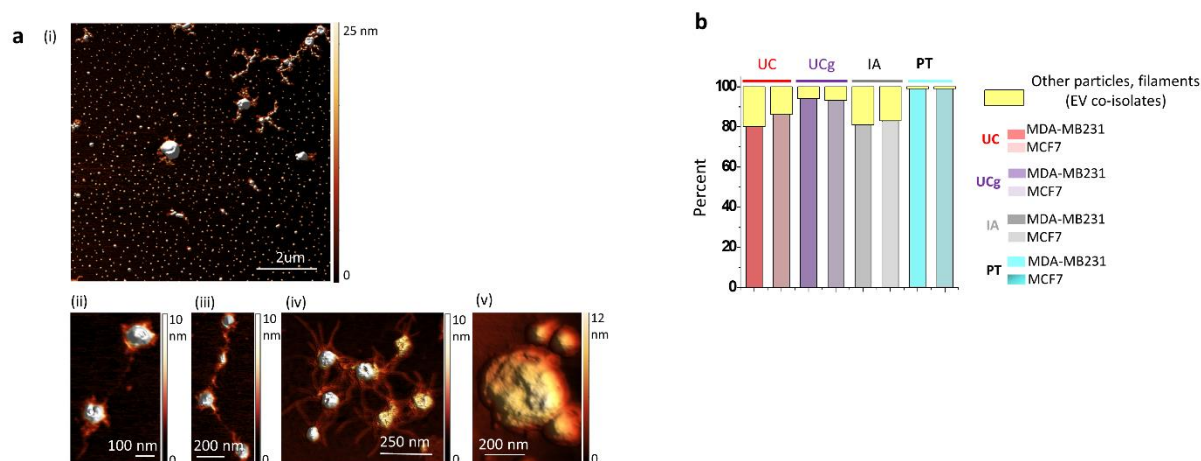 a (i)
25 nm
2um
0
(ii)
10
nm
100 nm
0
(iii)
10
nm
200 nm
0
(iv)
10
nm
250 nm
0
(v)
12
nm
200 nm
0
b
UC UCg IA PT
100
80
60
40
20
0
Percent
Other particles, filaments
(EV co-isolates)
UC
MDA-MB231
MCF7
UCg
MDA-MB231
MCF7
IA
MDA-MB231
MCF7
PT
MDA-MB231
MCF7